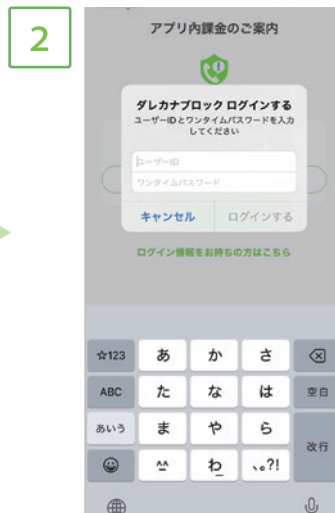 2
アプリ内課金のご案内
ダレカナブロック ログインする
ユーザーIDとワンタイムパスワードを入力
してください
ユーザーID
ワンタイムパスワード
キャンセル ログインする
ログイン情報をお持ちの方はこちら
☆123 あ か さ
ABC た な は 空白
あいう ま や ら 改行
^^ わ 、。?!